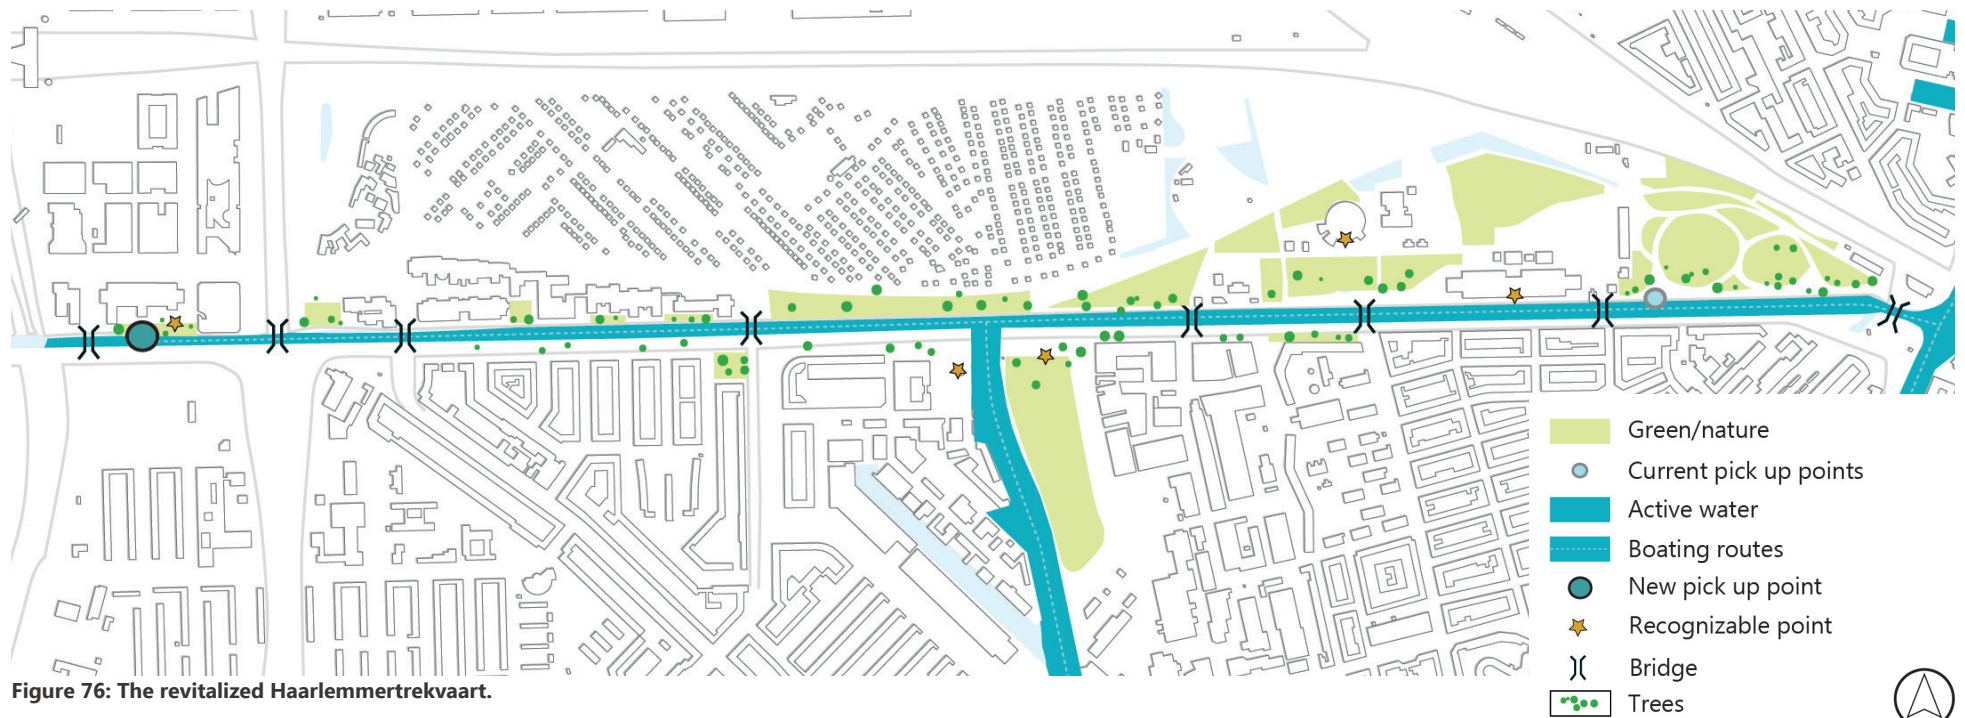 Green/nature
Current pick up points
Active water
Boating routes
New pick up point
Recognizable point
Bridge
Trees
Figure 76: The revitalized Haarlemmertrekvaart.